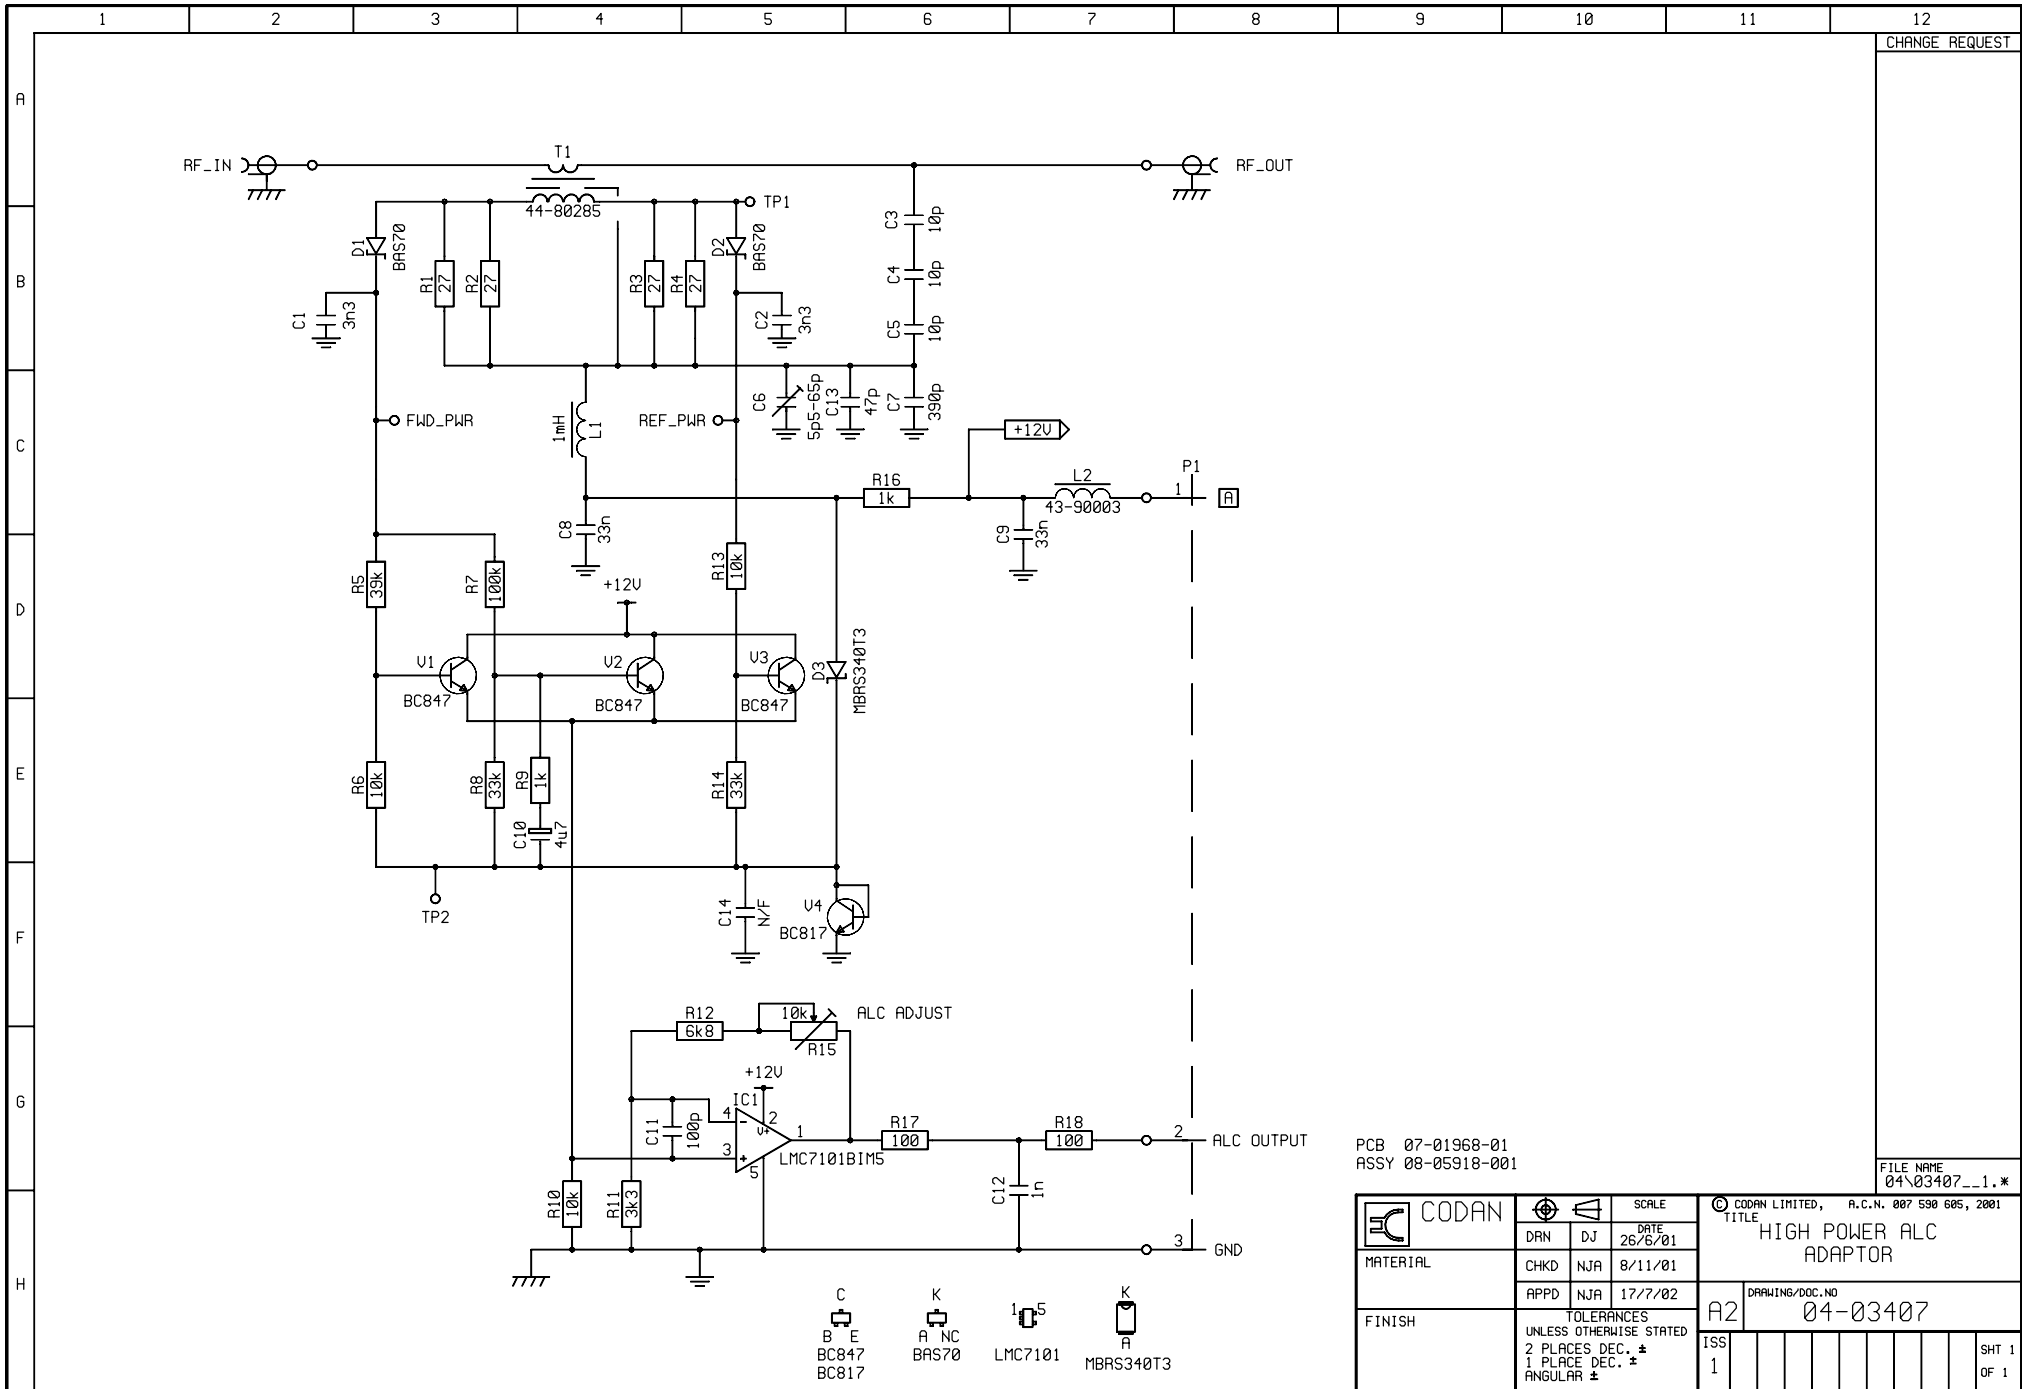 1 2 3 4 5 6 7 8 9 10 11 12
CHANGE REQUEST
A
B
C
D
E
F
G
H
RF_IN
T1
44-80285
TP1
RF_OUT
D1
BAS70
R1
27
R2
27
R3
27
R4
27
D2
BAS70
C1
3n3
C2
3n3
C3
10p
C4
10p
C5
10p
C6
5p5-65p
C13
47p
C7
390p
FWD_PWR
REF_PWR
1mH
L1
+12V
P1
R16
1k
L2
43-90003
1
A
C8
33n
C9
33n
R5
39k
R7
100k
R13
10k
+12V
V1
BC847
V2
BC847
V3
BC847
D3
MBRS340T3
R6
10k
R8
33k
R9
1k
R14
33k
C10
4u7
TP2
C14
N/F
V4
BC817
R12
6k8
10k
R15
ALC ADJUST
+12V
IC1
4
-
2
V+
3
+
5
1
LMC7101BIM5
C11
100p
R17
100
R18
100
2
ALC OUTPUT
R10
10k
R11
3k3
C12
1n
3
GND
C
B E
BC847
BC817
K
A NC
BAS70
1 5
LMC7101
K
A
MBRS340T3
PCB 07-01968-01
ASSY 08-05918-001
FILE NAME
04\03407__1.*
CODAN
MATERIAL
FINISH
SCALE
DRN DJ DATE 26/6/01
CHKD NJA 8/11/01
APPD NJA 17/7/02
TOLERANCES
UNLESS OTHERWISE STATED
2 PLACES DEC. ±
1 PLACE DEC. ±
ANGULAR ±
© CODAN LIMITED, A.C.N. 007 590 605, 2001
TITLE
HIGH POWER ALC
ADAPTOR
A2
DRAWING/DOC.NO
04-03407
ISS
1
SHT 1
OF 1